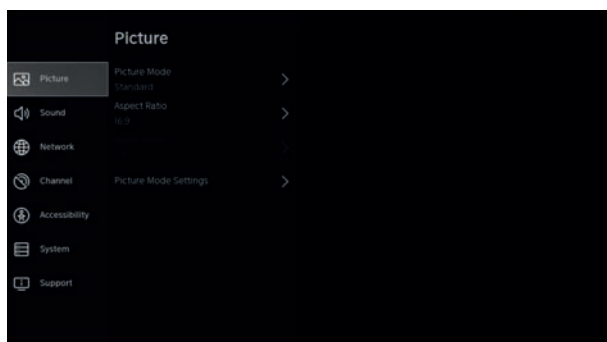 Picture
Picture
Sound
Network
Channel
Accessibility
System
Support
Picture Mode
Standard
Aspect Ratio
16:9
Picture Mode Settings